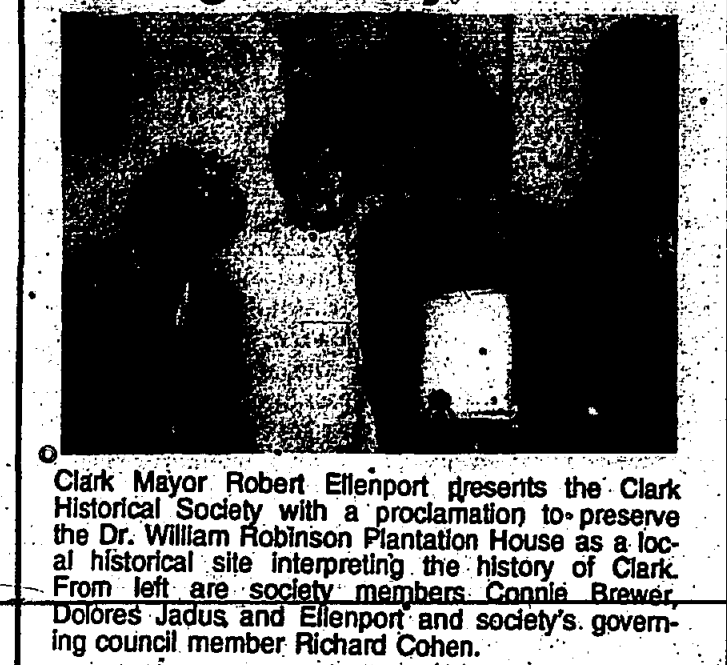 Clark Mayor Robert Ellenport presents the Clark
Historical Society with a proclamation to preserve
the Dr. William Robinson Plantation House as a loc-
al historical site interpreting the history of Clark.
From left are society members Connie Brewer,
Dolores Jadus and Ellenport and society's govern-
ing council member Richard Cohen.